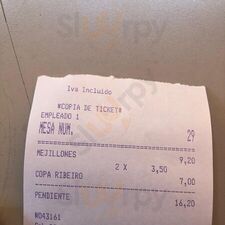 Iva Incluido
*COPIA DE TICKET*
EMPLEADO 1
MESA NUM. 29
MEJILLONES 9,20
2 X 3,50
COPA RIBEIRO 7,00
PENDIENTE 16,20
NO43161